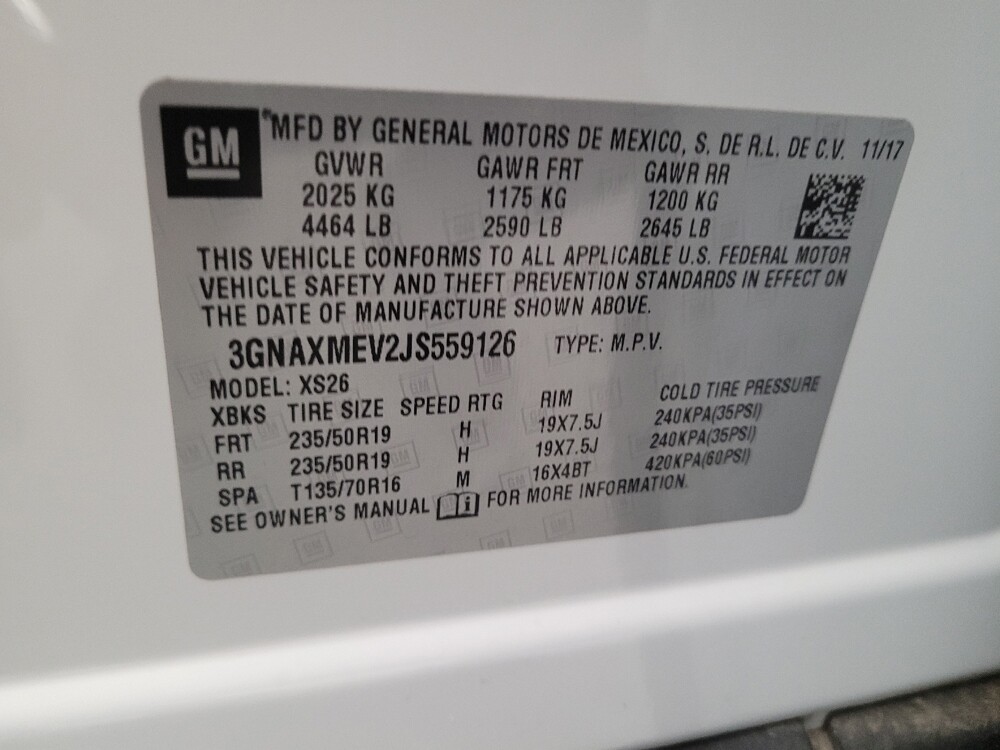 GM MFD BY GENERAL MOTORS DE MEXICO, S. DE R.L. DE C.V. 11/17
GVWR GAWR FRT GAWR RR
2025 KG 1175 KG 1200 KG
4464 LB 2590 LB 2645 LB
THIS VEHICLE CONFORMS TO ALL APPLICABLE U.S. FEDERAL MOTOR
VEHICLE SAFETY AND THEFT PREVENTION STANDARDS IN EFFECT ON
THE DATE OF MANUFACTURE SHOWN ABOVE.
3GNAXMEV2JS559126 TYPE: M.P.V.
MODEL: XS26
XBKS TIRE SIZE SPEED RTG RIM COLD TIRE PRESSURE
FRT 235/50R19 H 19X7.5J 240KPA(35PSI)
RR 235/50R19 H 19X7.5J 240KPA(35PSI)
SPA T135/70R16 M 16X4BT 420KPA(60PSI)
SEE OWNER'S MANUAL i FOR MORE INFORMATION.